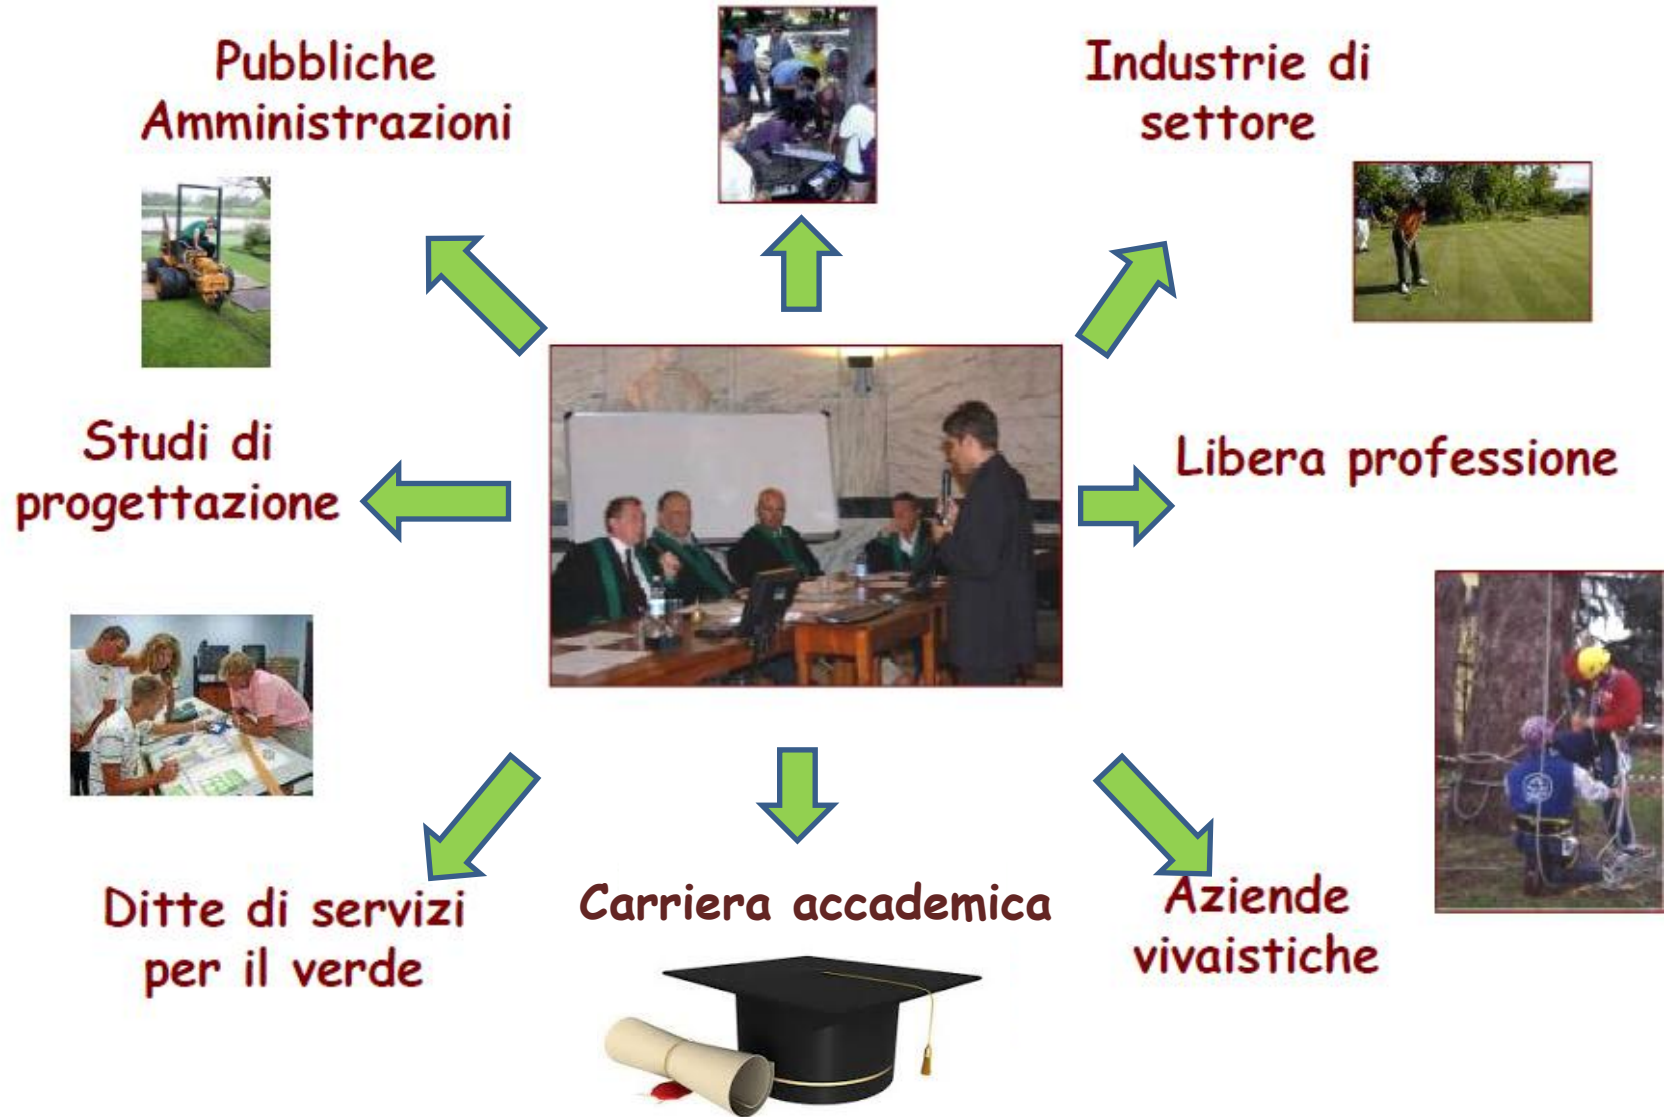 Pubbliche
Amministrazioni
Industrie di
settore
Studi di
progettazione
Libera professione
Ditte di servizi
per il verde
Carriera accademica
Aziende
vivaistiche